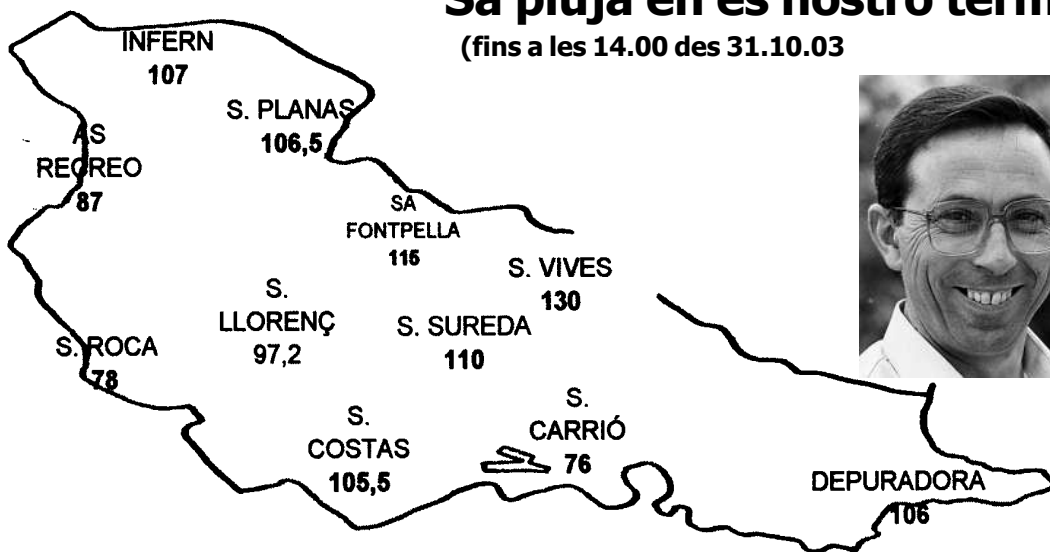 Sa pluja en es nostro term
(fins a les 14.00 des 31.10.03
INFERN
107
S. PLANAS
106,5
AS
RECREO
87
SA
FONTPELLA
115
S. VIVES
130
S.
LLORENÇ
97,2
S. SUREDA
110
S. ROCA
78
S.
COSTAS
105,5
S.
CARRIÓ
76
DEPURADORA
106